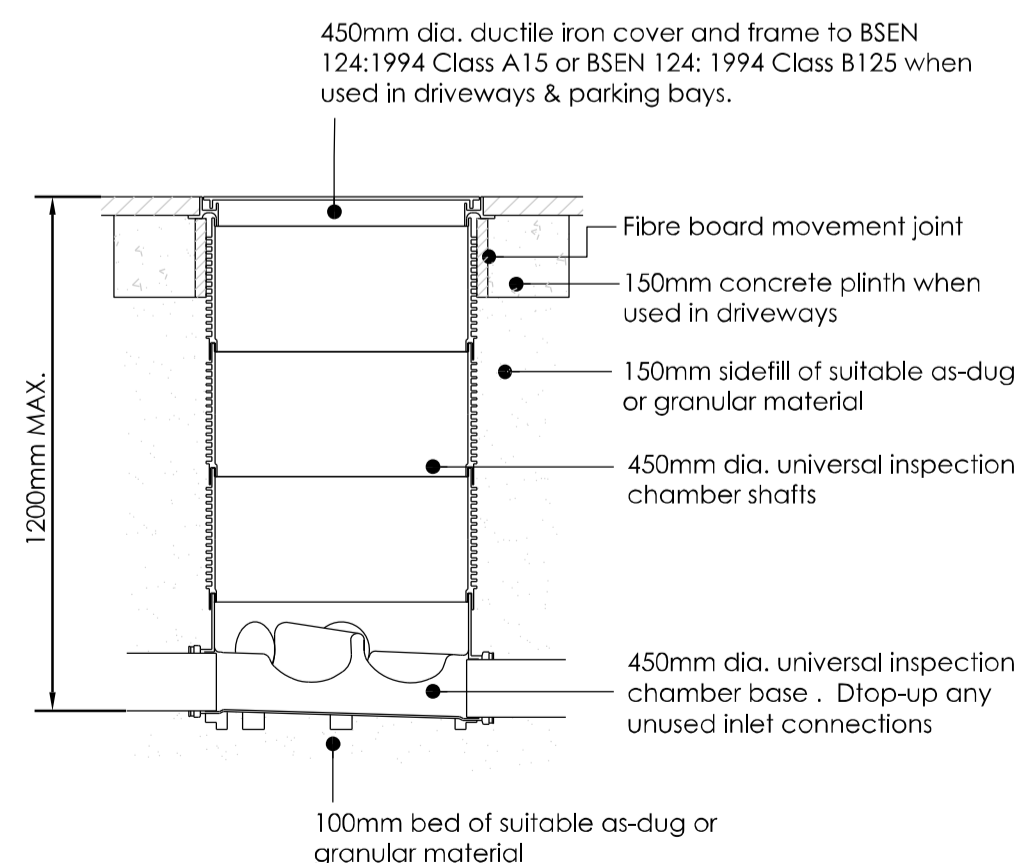 450mm dia. ductile iron cover and frame to BSEN
124:1994 Class A15 or BSEN 124: 1994 Class B125 when
used in driveways & parking bays.
Fibre board movement joint
150mm concrete plinth when
used in driveways
150mm sidefill of suitable as-dug
or granular material
1200mm MAX.
450mm dia. universal inspection
chamber shafts
450mm dia. universal inspection
chamber base . Dtop-up any
unused inlet connections
100mm bed of suitable as-dug or
granular material